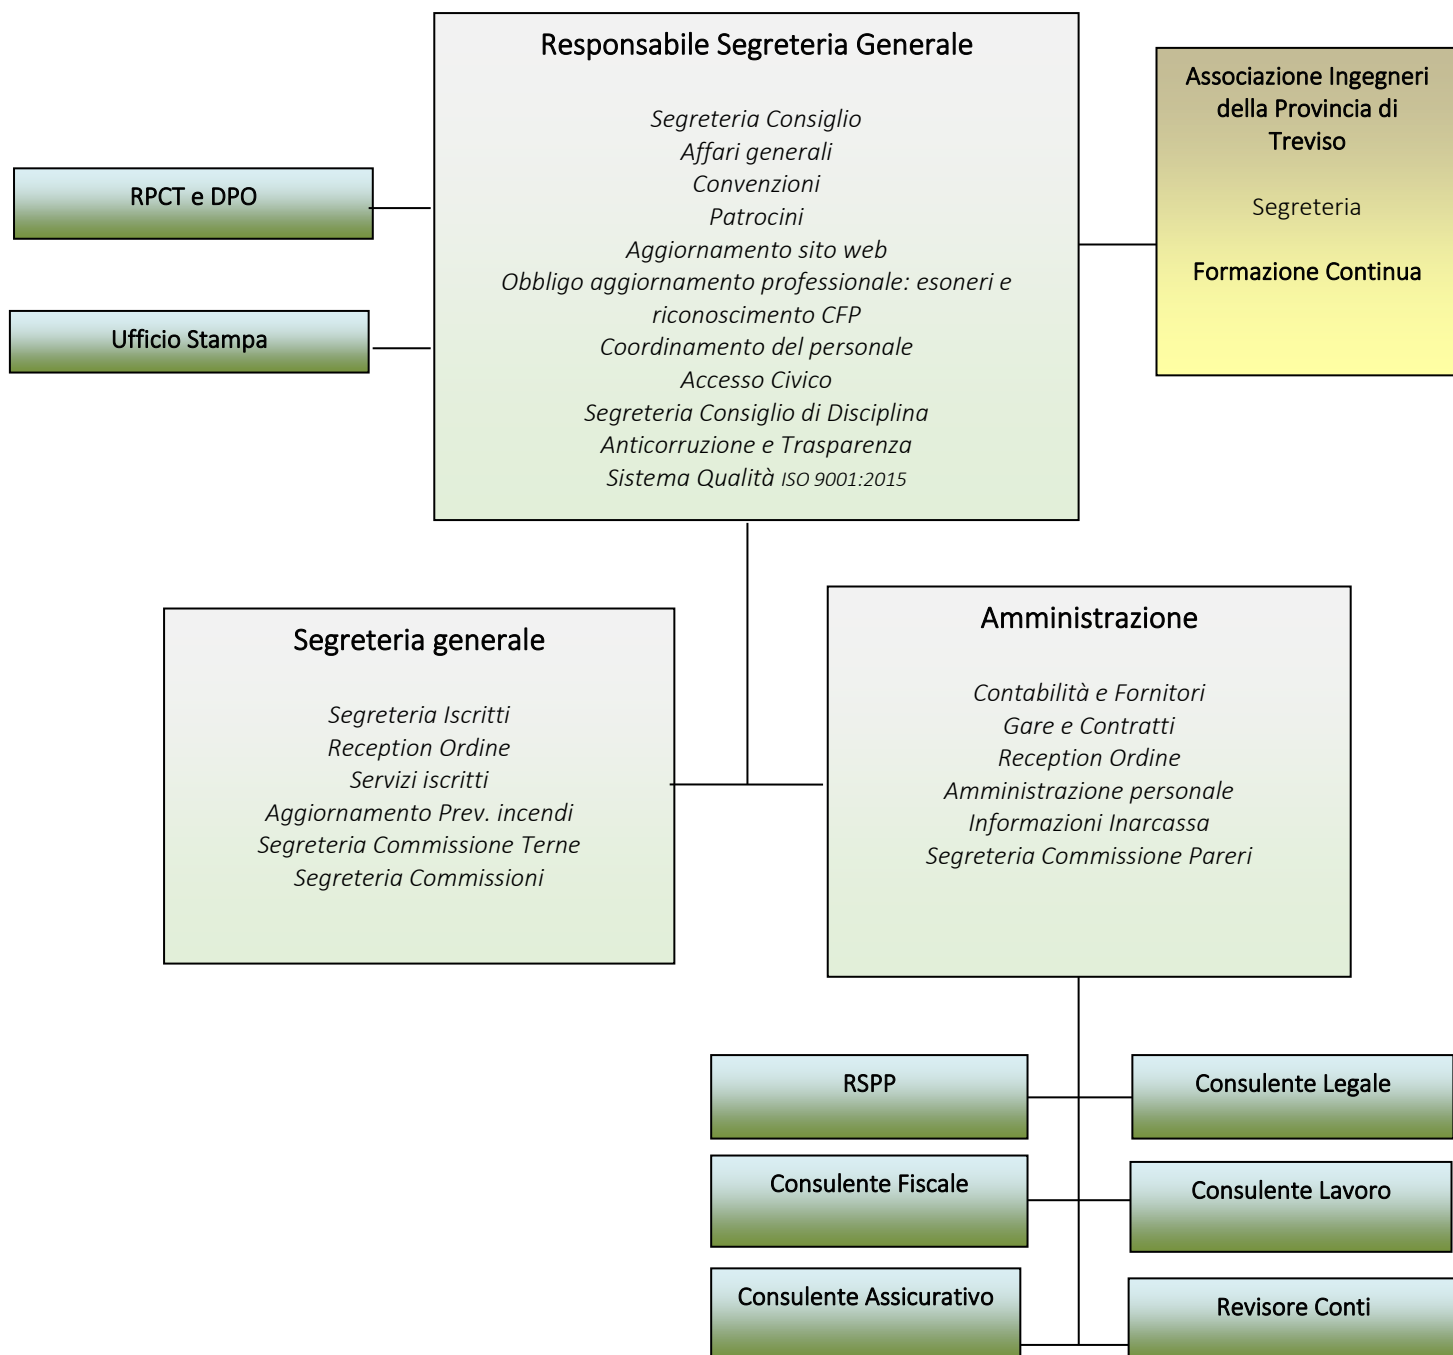 Responsabile Segreteria Generale
Segreteria Consiglio
Affari generali
Convenzioni
Patrocini
Aggiornamento sito web
Obbligo aggiornamento professionale: esoneri e
riconoscimento CFP
Coordinamento del personale
Accesso Civico
Segreteria Consiglio di Disciplina
Anticorruzione e Trasparenza
Sistema Qualità ISO 9001:2015
Associazione Ingegneri
della Provincia di
Treviso
Segreteria
Formazione Continua
RPCT e DPO
Ufficio Stampa
Segreteria generale
Segreteria Iscritti
Reception Ordine
Servizi iscritti
Aggiornamento Prev. incendi
Segreteria Commissione Terne
Segreteria Commissioni
Amministrazione
Contabilità e Fornitori
Gare e Contratti
Reception Ordine
Amministrazione personale
Informazioni Inarcassa
Segreteria Commissione Pareri
RSPP
Consulente Legale
Consulente Fiscale
Consulente Lavoro
Consulente Assicurativo
Revisore Conti